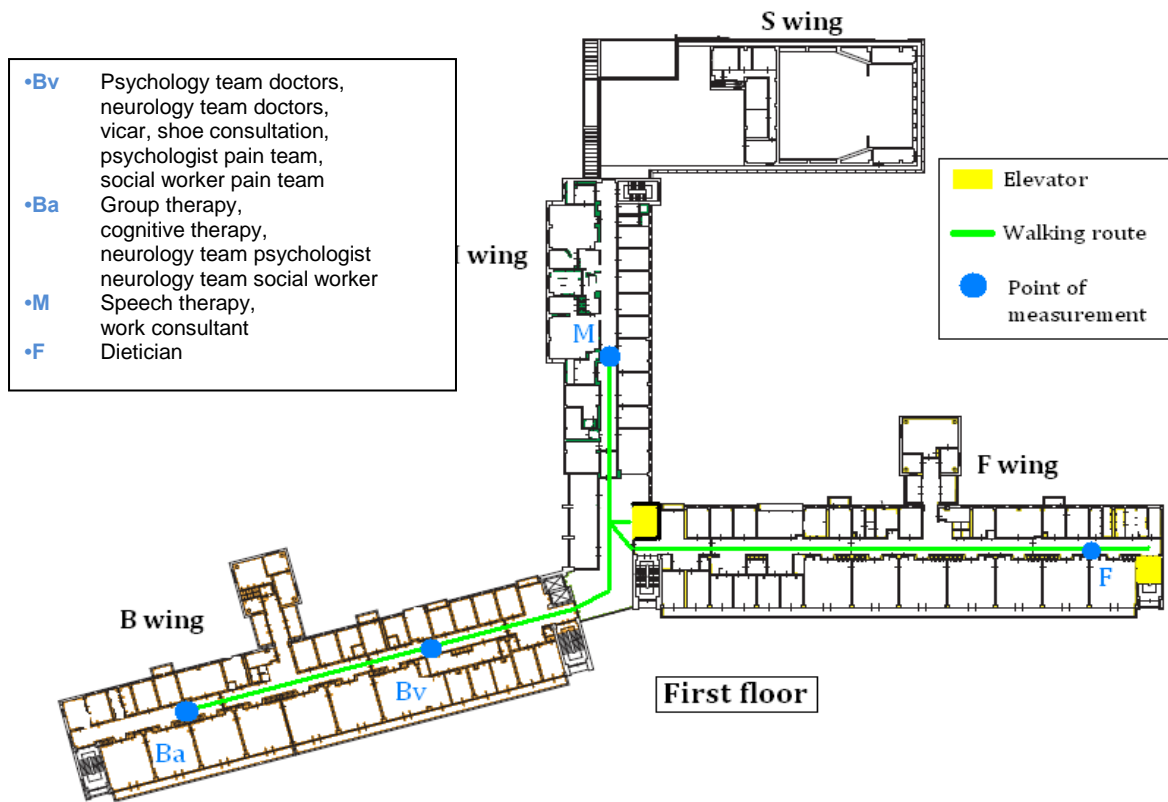 S wing
•Bv Psychology team doctors,
neurology team doctors,
vicar, shoe consultation,
psychologist pain team,
social worker pain team
•Ba Group therapy,
cognitive therapy,
neurology team psychologist
neurology team social worker
•M Speech therapy,
work consultant
•F Dietician
wing
Elevator
Walking route
Point of
measurement
M
F wing
F
B wing
Bv
First floor
Ba